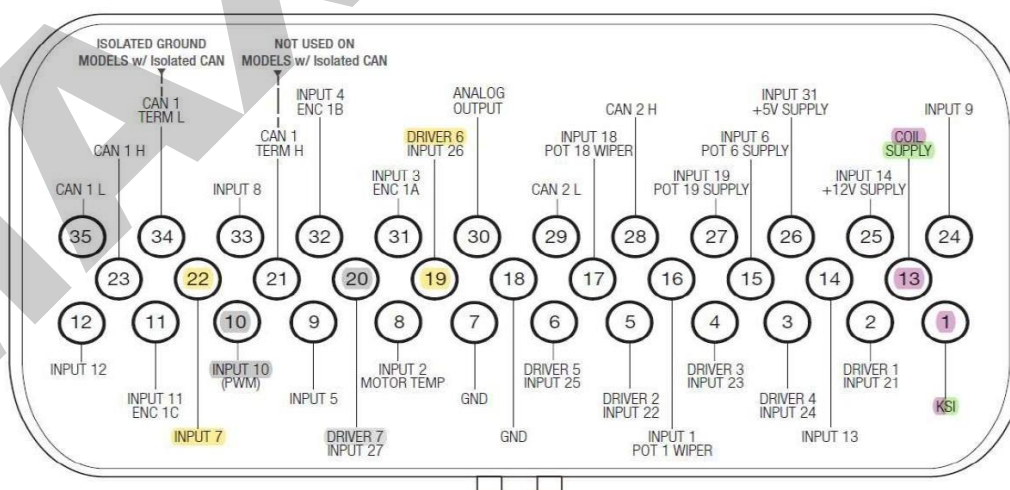 ISOLATED GROUND
MODELS w/ Isolated CAN
NOT USED ON
MODELS w/ Isolated CAN
CAN 1
TERM L
INPUT 4
ENC 1B
ANALOG
OUTPUT
CAN 2 H
INPUT 31
+5V SUPPLY
INPUT 9
CAN 1 H
CAN 1
TERM H
DRIVER 6
INPUT 26
INPUT 18
POT 18 WIPER
INPUT 6
POT 6 SUPPLY
COIL
SUPPLY
CAN 1 L
INPUT 8
INPUT 3
ENC 1A
CAN 2 L
INPUT 19
POT 19 SUPPLY
INPUT 14
+12V SUPPLY
35 34 33 32 31 30 29 28 27 26 25 24
23 22 21 20 19 18 17 16 15 14 13
12 11 10 9 8 7 6 5 4 3 2 1
INPUT 12
INPUT 11
ENC 1C
INPUT 7
INPUT 10
(PWM)
INPUT 5
DRIVER 7
INPUT 27
INPUT 2
MOTOR TEMP
GND
GND
DRIVER 5
INPUT 25
DRIVER 2
INPUT 22
INPUT 1
POT 1 WIPER
DRIVER 3
INPUT 23
DRIVER 4
INPUT 24
INPUT 13
DRIVER 1
INPUT 21
KSI